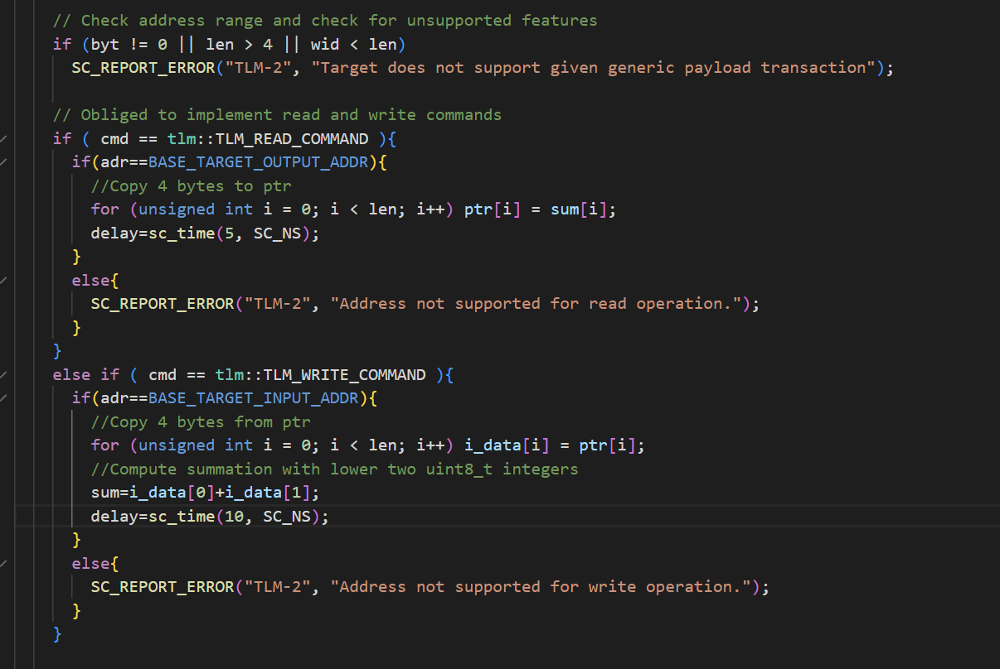 // Check address range and check for unsupported features
if (byt != 0 || len > 4 || wid < len)
SC_REPORT_ERROR("TLM-2", "Target does not support given generic payload transaction");
// Obliged to implement read and write commands
if ( cmd == tlm::TLM_READ_COMMAND ){
if(adr==BASE_TARGET_OUTPUT_ADDR){
//Copy 4 bytes to ptr
for (unsigned int i = 0; i < len; i++) ptr[i] = sum[i];
delay=sc_time(5, SC_NS);
}
else{
SC_REPORT_ERROR("TLM-2", "Address not supported for read operation.");
}
}
else if ( cmd == tlm::TLM_WRITE_COMMAND ){
if(adr==BASE_TARGET_INPUT_ADDR){
//Copy 4 bytes from ptr
for (unsigned int i = 0; i < len; i++) i_data[i] = ptr[i];
//Compute summation with lower two uint8_t integers
sum=i_data[0]+i_data[1];
delay=sc_time(10, SC_NS);
}
else{
SC_REPORT_ERROR("TLM-2", "Address not supported for write operation.");
}
}